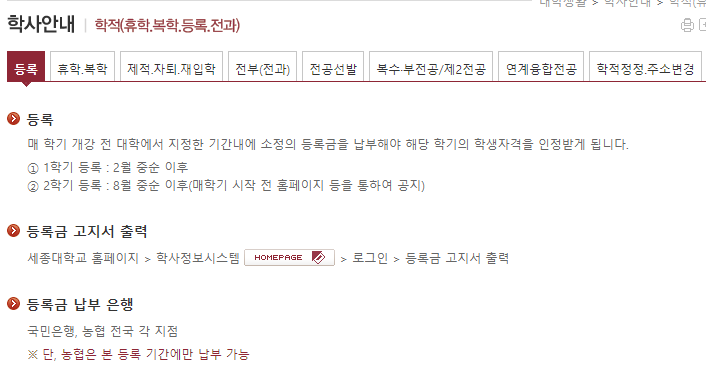 대학생활 > 학사안내 > 학적(휴
학사안내 | 학적(휴학.복학.등록.전과)
등록 휴학.복학 제적.자퇴.재입학 전부(전과) 전공선발 복수·부전공/제2전공 연계융합전공 학적정정.주소변경
등록
매 학기 개강 전 대학에서 지정한 기간내에 소정의 등록금을 납부해야 해당 학기의 학생자격을 인정받게 됩니다.
① 1학기 등록 : 2월 중순 이후
② 2학기 등록 : 8월 중순 이후(매학기 시작 전 홈페이지 등을 통하여 공지)
등록금 고지서 출력
세종대학교 홈페이지 > 학사정보시스템 HOMEPAGE > 로그인 > 등록금 고지서 출력
등록금 납부 은행
국민은행, 농협 전국 각 지점
※ 단, 농협은 본 등록 기간에만 납부 가능